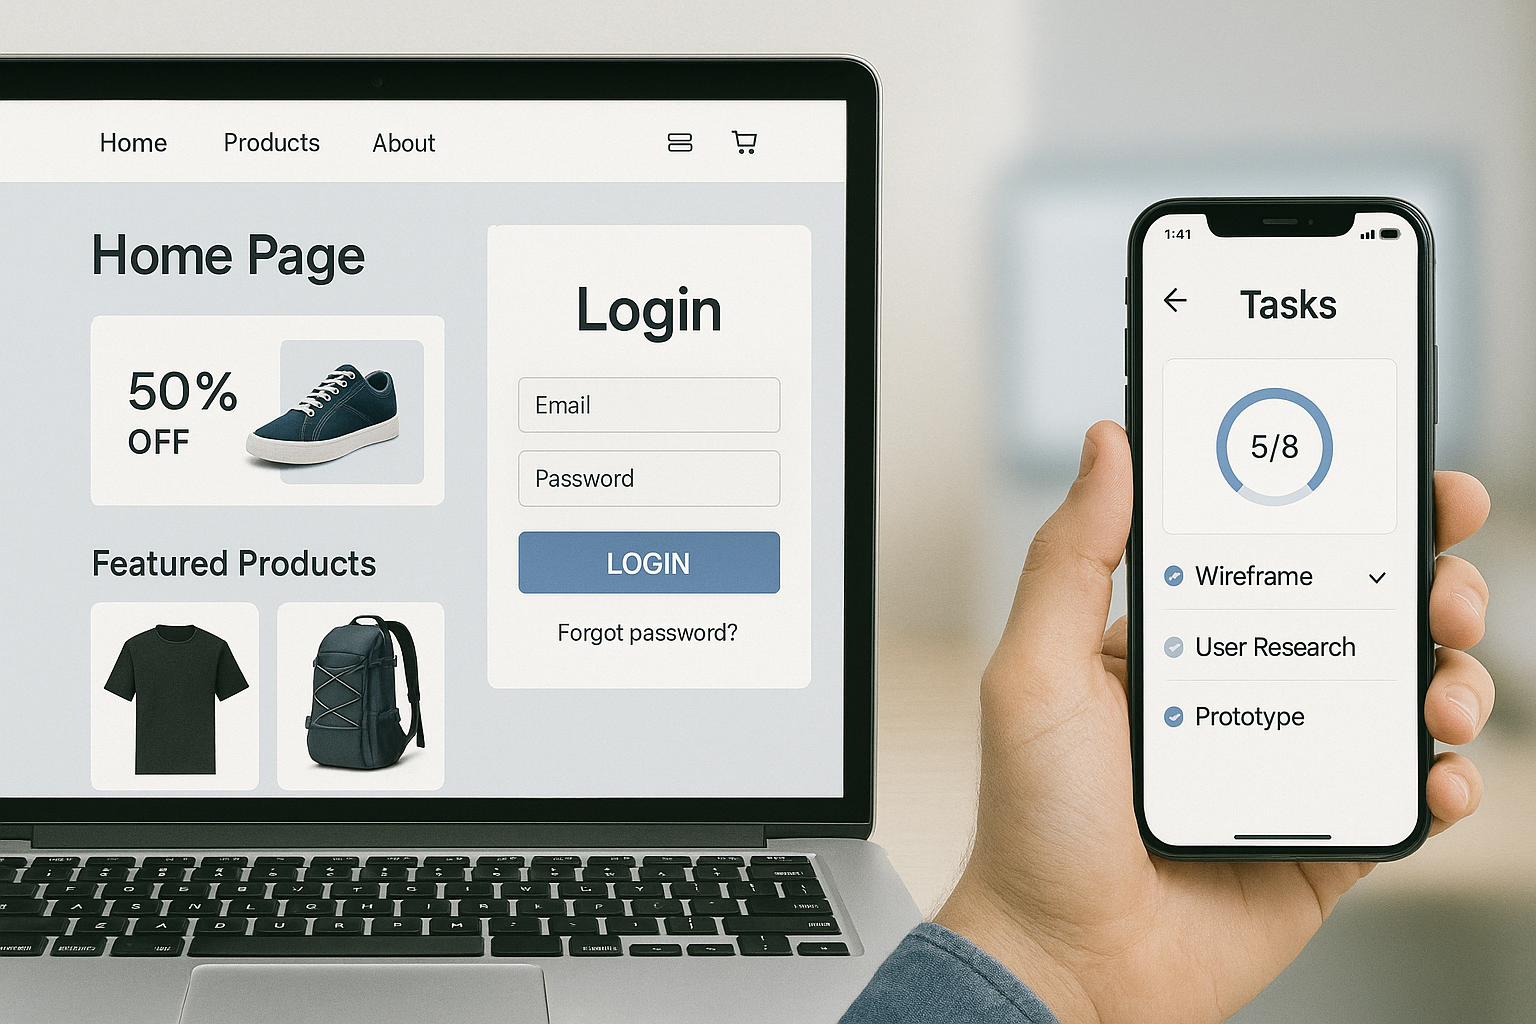 Home Products About
Home Page
50%
OFF
Featured Products
Login
Email
Password
LOGIN
Forgot password?
1:41
Tasks
5/8
Wireframe
User Research
Prototype